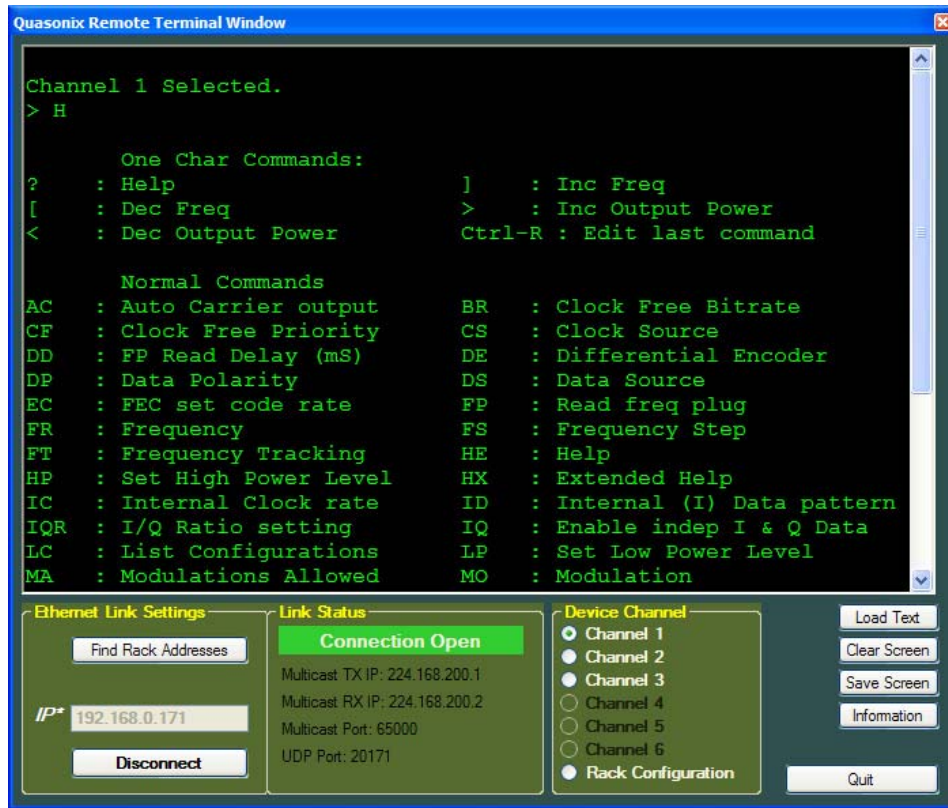 Quasonix Remote Terminal Window
Channel 1 Selected.
> H
One Char Commands:
? : Help ] : Inc Freq
[ : Dec Freq > : Inc Output Power
< : Dec Output Power Ctrl-R : Edit last command
Normal Commands
AC : Auto Carrier output BR : Clock Free Bitrate
CF : Clock Free Priority CS : Clock Source
DD : FP Read Delay (mS) DE : Differential Encoder
DP : Data Polarity DS : Data Source
EC : FEC set code rate FP : Read freq plug
FR : Frequency FS : Frequency Step
FT : Frequency Tracking HE : Help
HP : Set High Power Level HX : Extended Help
IC : Internal Clock rate ID : Internal (I) Data pattern
IQR : I/Q Ratio setting IQ : Enable indep I & Q Data
LC : List Configurations LP : Set Low Power Level
MA : Modulations Allowed MO : Modulation
Ethernet Link Settings
Find Rack Addresses
IP* 192.168.0.171
Disconnect
Link Status
Connection Open
Multicast TX IP: 224.168.200.1
Multicast RX IP: 224.168.200.2
Multicast Port: 65000
UDP Port: 20171
Device Channel
Channel 1
Channel 2
Channel 3
Channel 4
Channel 5
Channel 6
Rack Configuration
Load Text
Clear Screen
Save Screen
Information
Quit